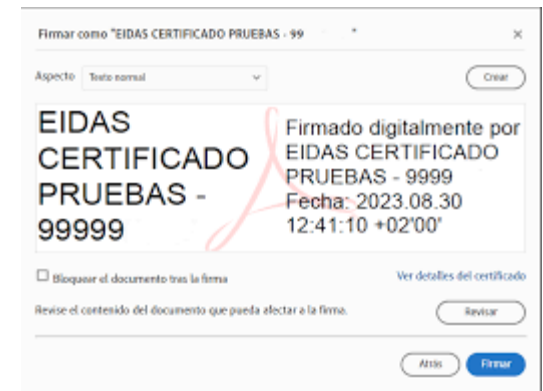 Firmar como "EIDAS CERTIFICADO PRUEBAS - 99 "
Aspecto Texto normal Crear
EIDAS
CERTIFICADO
PRUEBAS -
99999
Firmado digitalmente por
EIDAS CERTIFICADO
PRUEBAS - 9999
Fecha: 2023.08.30
12:41:10 +02'00'
Bloquear el documento tras la firma Ver detalles del certificado
Revise el contenido del documento que pueda afectar a la firma. Revisar
Atrás Firmar